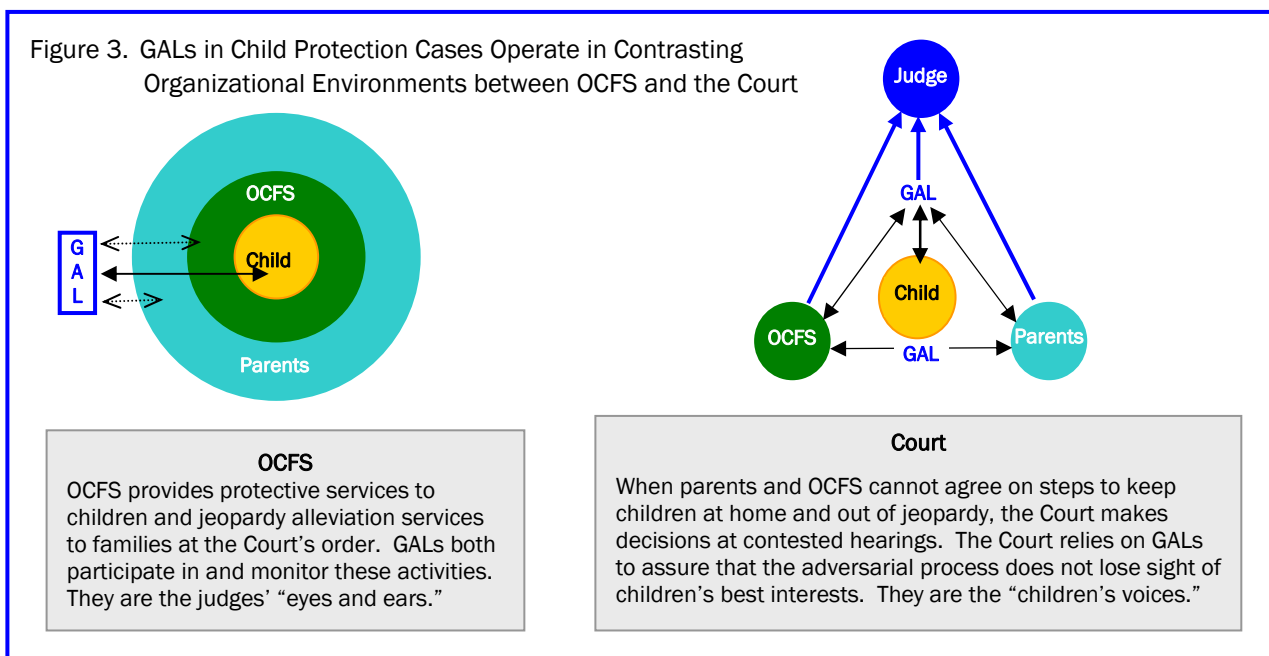 Figure 3. GALs in Child Protection Cases Operate in Contrasting
Organizational Environments between OCFS and the Court
OCFS
Child
Parents
G
A
L
Judge
GAL
Child
OCFS
GAL
Parents
OCFS
OCFS provides protective services to
children and jeopardy alleviation services
to families at the Court’s order. GALs both
participate in and monitor these activities.
They are the judges’ “eyes and ears.”
Court
When parents and OCFS cannot agree on steps to keep
children at home and out of jeopardy, the Court makes
decisions at contested hearings. The Court relies on GALs
to assure that the adversarial process does not lose sight of
children’s best interests. They are the “children’s voices.”